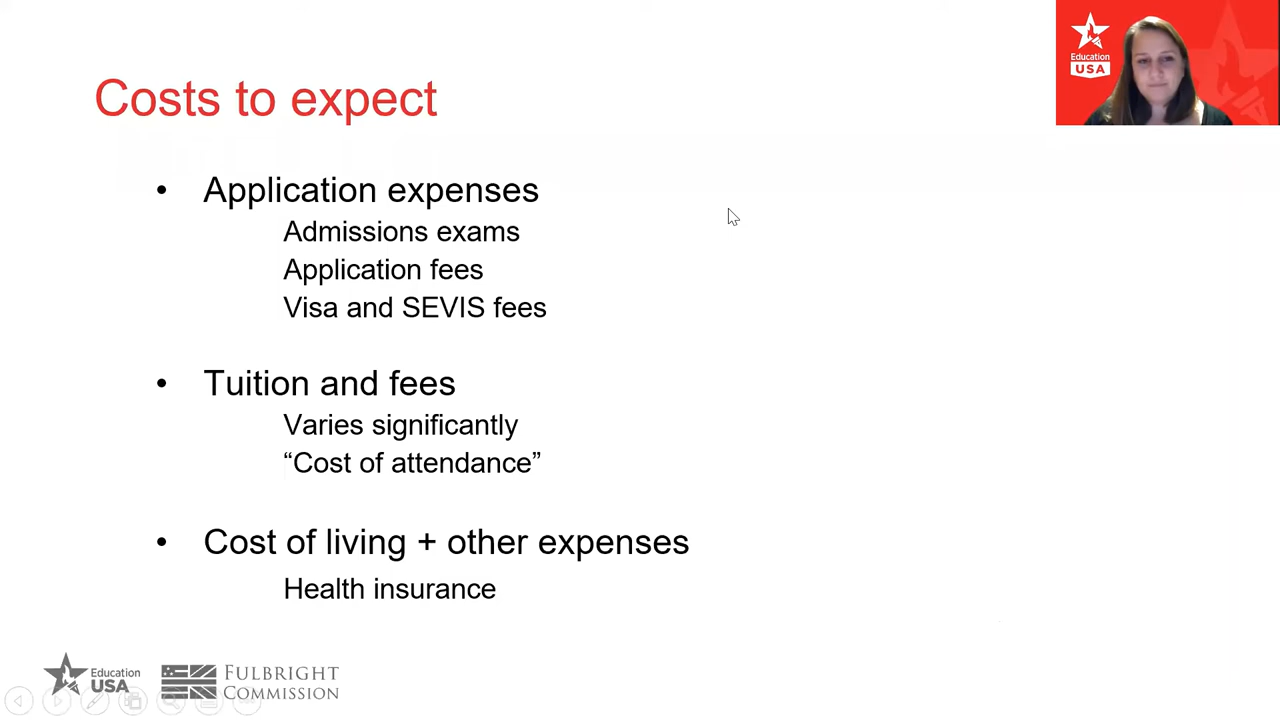 Education
USA
Costs to expect
• Application expenses
Admissions exams
Application fees
Visa and SEVIS fees
• Tuition and fees
Varies significantly
“Cost of attendance”
• Cost of living + other expenses
Health insurance
Education
USA
FULBRIGHT
COMMISSION